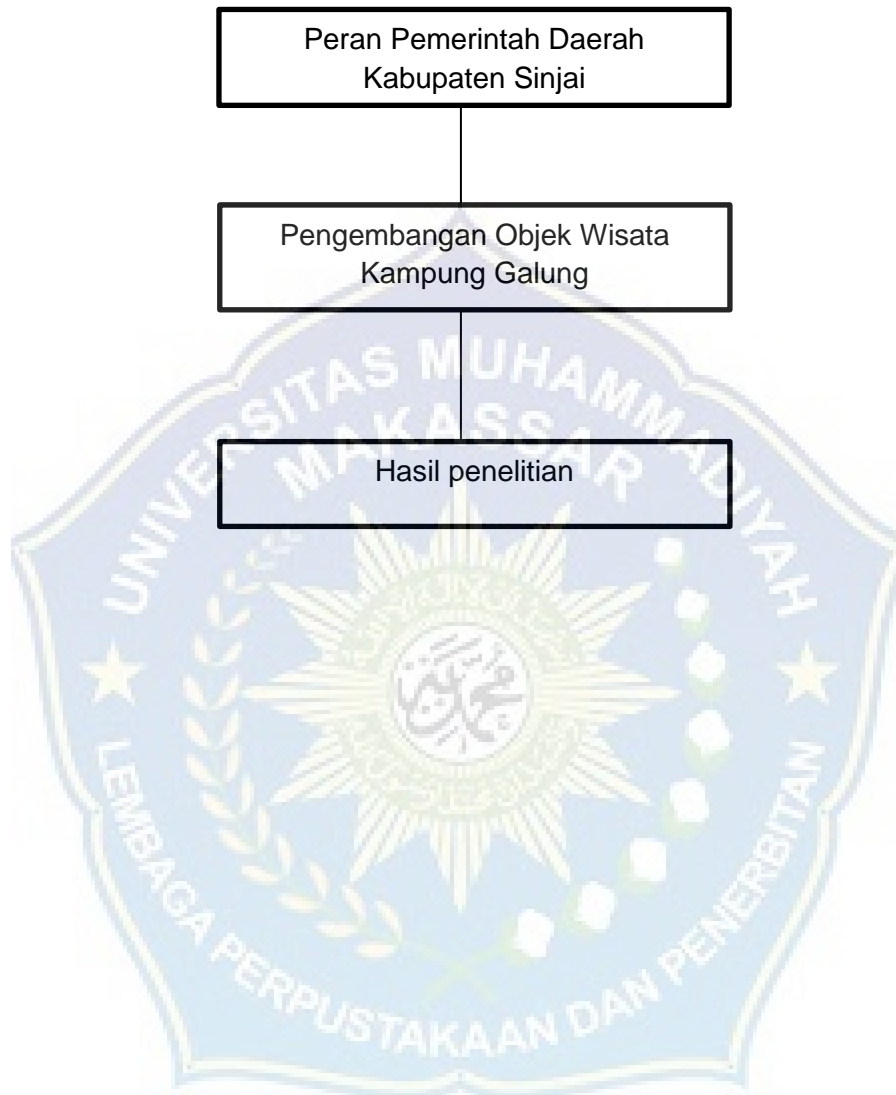 Peran Pemerintah Daerah
Kabupaten Sinjai
Pengembangan Objek Wisata
Kampung Galung
UNIVERSITAS MUHAMMADIYAH
MAKASSAR
Hasil penelitian
LEMBAGA PERPUSTAKAAN DAN PENERBITAN